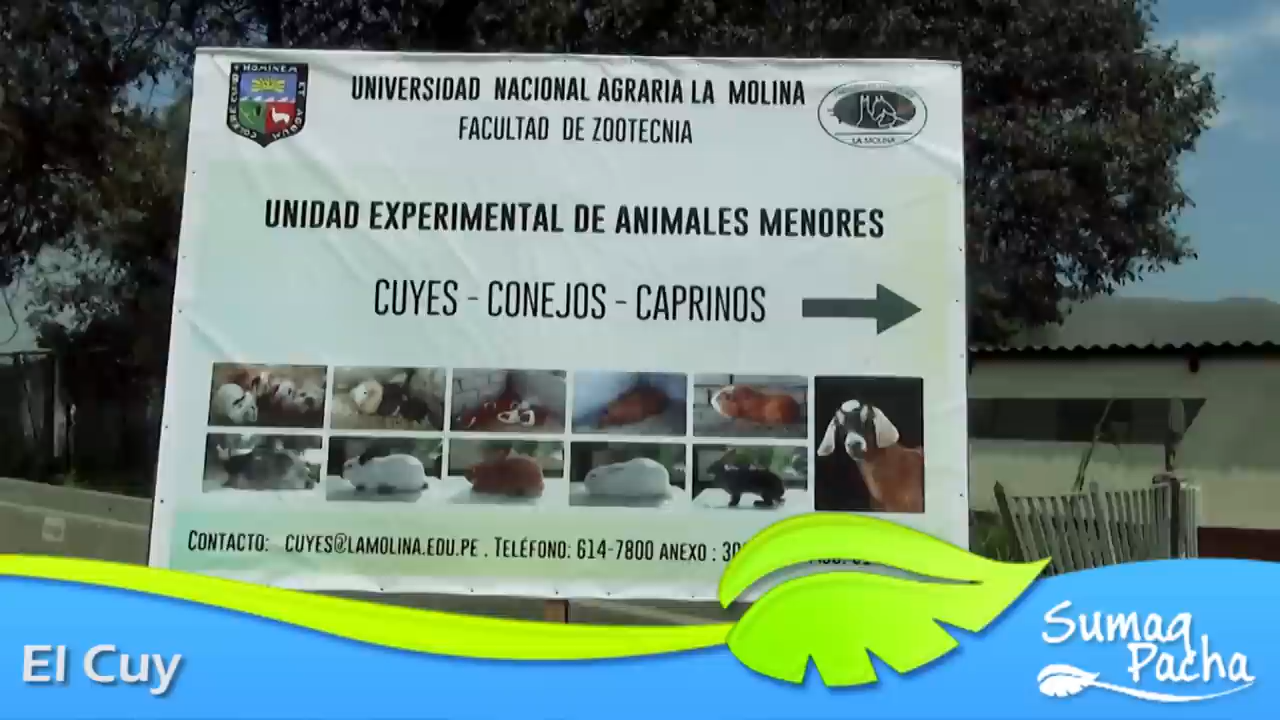 UNIVERSIDAD NACIONAL AGRARIA LA MOLINA
FACULTAD DE ZOOTECNIA
LA MOLINA
UNIDAD EXPERIMENTAL DE ANIMALES MENORES
CUYES - CONEJOS - CAPRINOS
CONTACTO: CUYES@LAMOLINA.EDU.PE . TELÉFONO: 614-7800 ANEXO :
El Cuy
Sumaq
Pacha